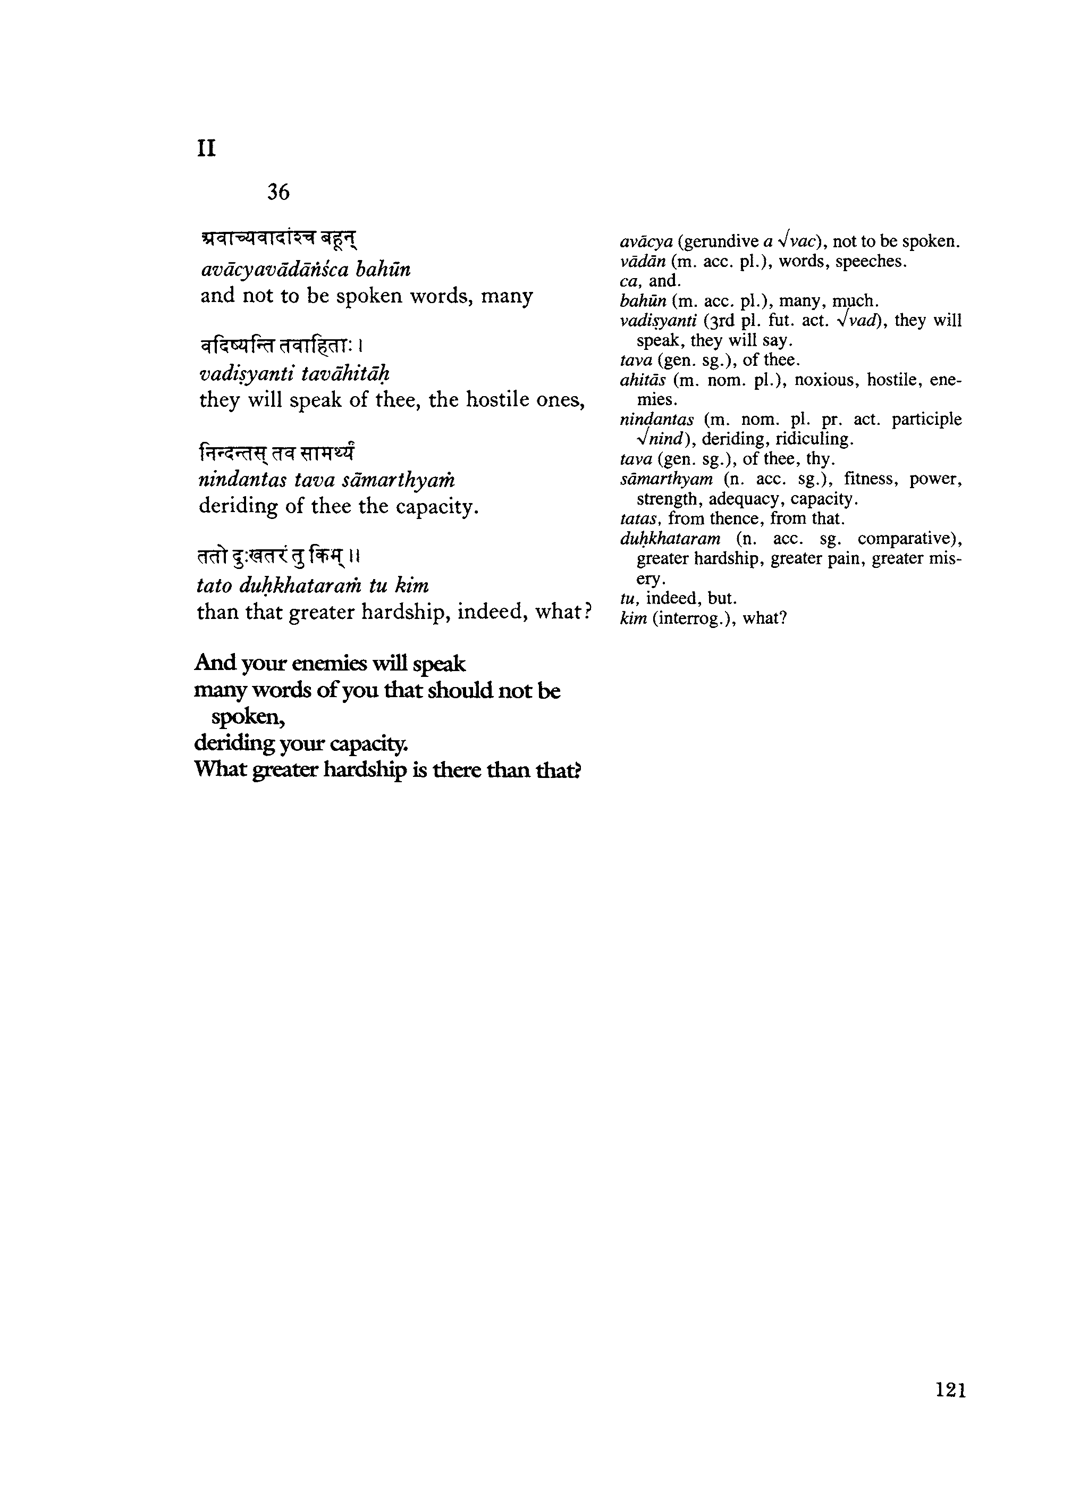 II
36
अवाच्यवादांश्च बहून्
avācyavādāṅśca bahūn
and not to be spoken words, many
वदिष्यन्ति तवाहिताः ।
vadiṣyanti tavāhitāḥ
they will speak of thee, the hostile ones,
निन्दन्तस् तव सामर्थ्यं
nindantas tava sāmarthyaṁ
deriding of thee the capacity.
ततो दुःखतरं तु किम् ॥
tato duḥkhataraṁ tu kim
than that greater hardship, indeed, what?
And your enemies will speak
many words of you that should not be
spoken,
deriding your capacity.
What greater hardship is there than that?
avācya (gerundive a √vac), not to be spoken.
vādān (m. acc. pl.), words, speeches.
ca, and.
bahūn (m. acc. pl.), many, much.
vadiṣyanti (3rd pl. fut. act. √vad), they will
speak, they will say.
tava (gen. sg.), of thee.
ahitās (m. nom. pl.), noxious, hostile, ene-
mies.
nindantas (m. nom. pl. pr. act. participle
√nind), deriding, ridiculing.
tava (gen. sg.), of thee, thy.
sāmarthyam (n. acc. sg.), fitness, power,
strength, adequacy, capacity.
tatas, from thence, from that.
duḥkhataram (n. acc. sg. comparative),
greater hardship, greater pain, greater mis-
ery.
tu, indeed, but.
kim (interrog.), what?
121